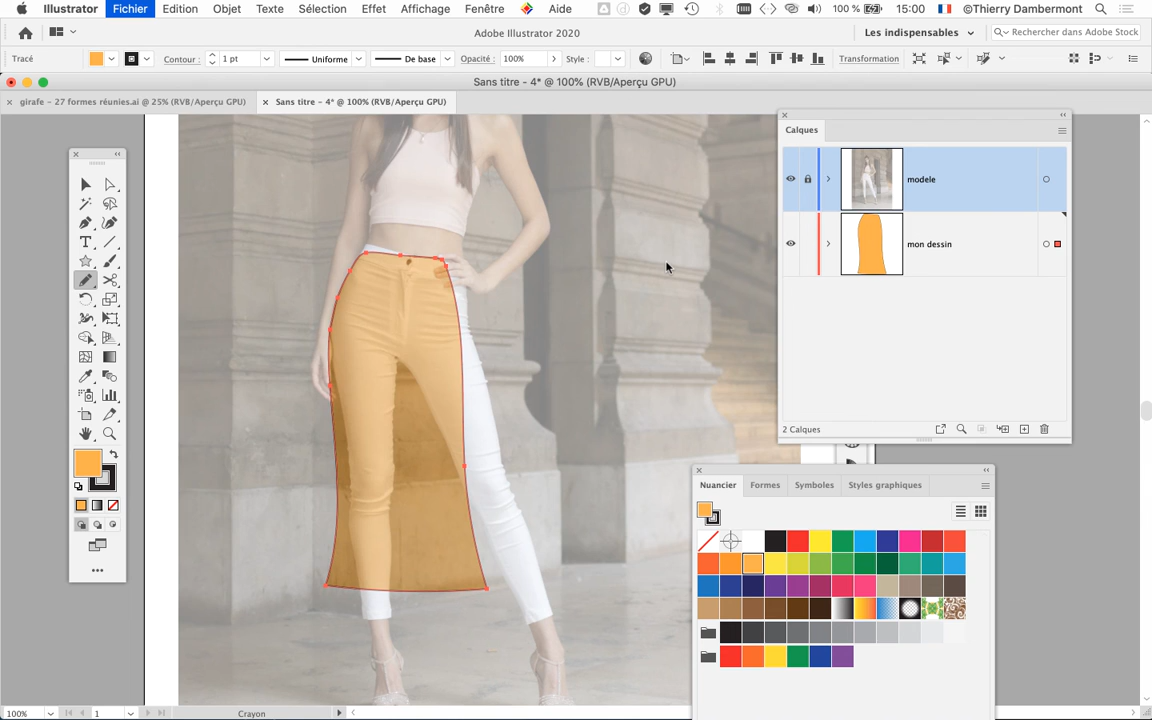 Illustrator Fichier Edition Objet Texte Sélection Effet Affichage Fenêtre Aide 100 % 15:00 ©Thierry Dambermont
Adobe Illustrator 2020 Les indispensables Rechercher dans Adobe Stock
Tracé Contour : 1 pt Uniforme De base Opacité : 100% Style : Transformation
Sans titre - 4* @ 100% (RVB/Aperçu GPU)
girafe - 27 formes réunies.ai @ 25% (RVB/Aperçu GPU) Sans titre - 4* @ 100% (RVB/Aperçu GPU)
Calques
modele
mon dessin
2 Calques
Nuancier Formes Symboles Styles graphiques
100% 1 Crayon